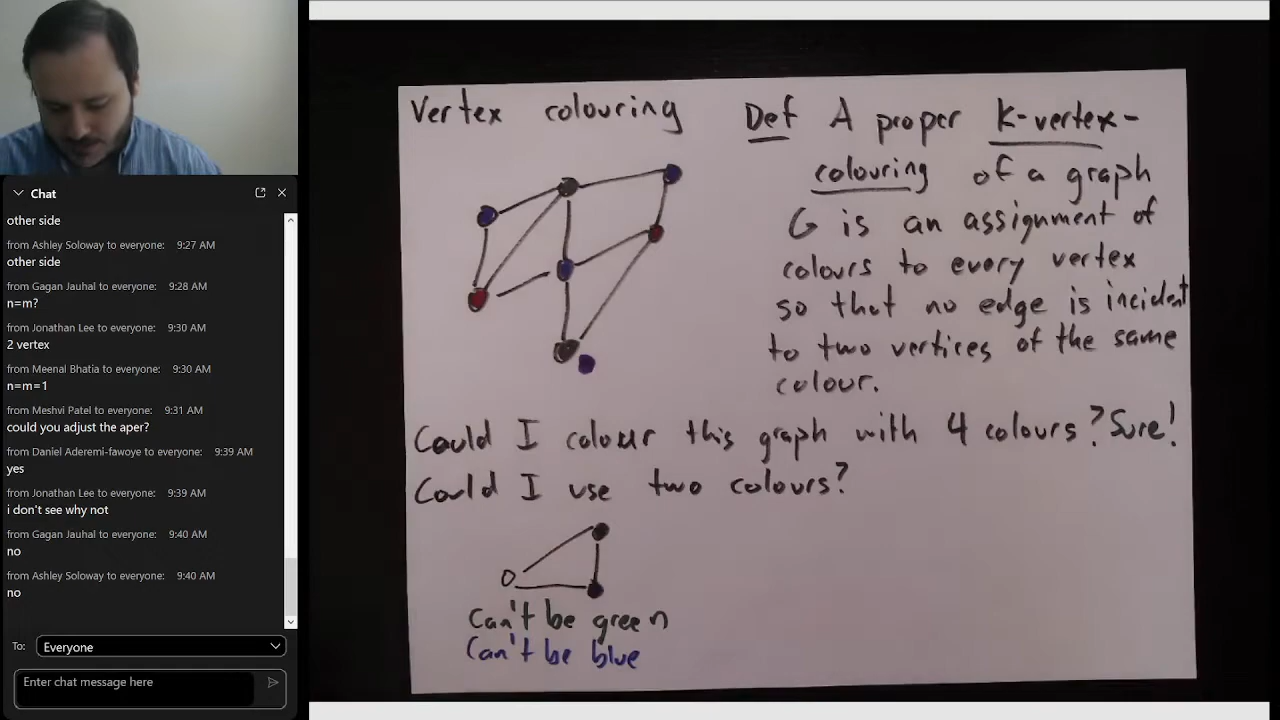 Chat
other side
from Ashley Soloway to everyone: 9:27 AM
other side
from Gagan Jauhal to everyone: 9:28 AM
n=m?
from Jonathan Lee to everyone: 9:30 AM
2 vertex
from Meenal Bhatia to everyone: 9:30 AM
n=m=1
from Meshvi Patel to everyone: 9:31 AM
could you adjust the aper?
from Daniel Aderemi-fawoye to everyone: 9:39 AM
yes
from Jonathan Lee to everyone: 9:39 AM
i don't see why not
from Gagan Jauhal to everyone: 9:40 AM
no
from Ashley Soloway to everyone: 9:40 AM
no
To: Everyone
Enter chat message here
Vertex colouring
Def A proper K-vertex-
colouring of a graph
G is an assignment of
colours to every vertex
so that no edge is incident
to two vertices of the same
colour.
Could I colour this graph with 4 colours? Sure!
Could I use two colours?
Can't be green
Can't be blue